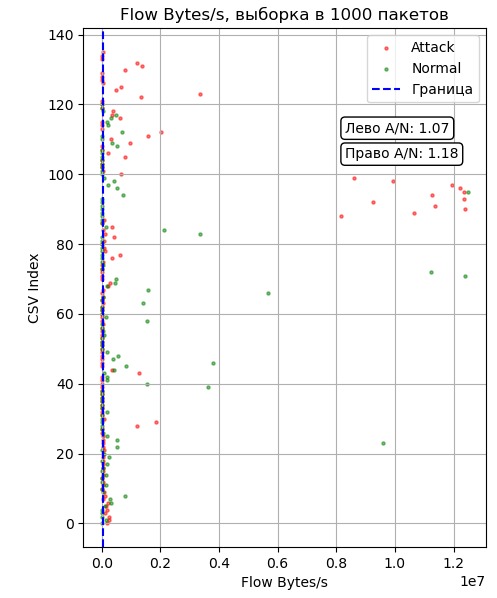 Flow Bytes/s, выборка в 1000 пакетов
140
120
100
80
60
40
20
0
CSV Index
Attack
Normal
Граница
Лево A/N: 1.07
Право A/N: 1.18
0.0 0.2 0.4 0.6 0.8 1.0 1.2
1e7
Flow Bytes/s